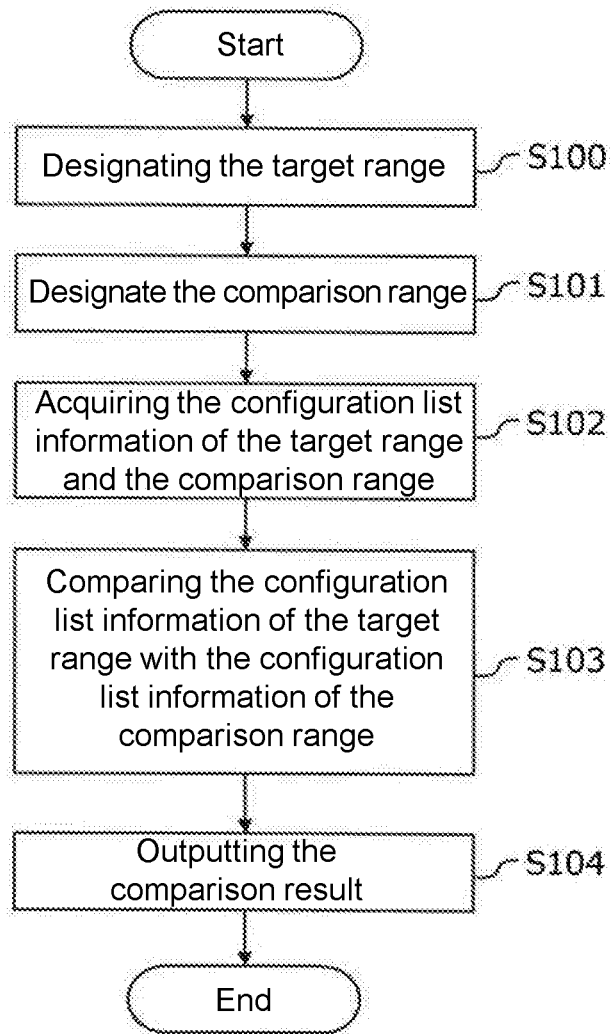 Start
Designating the target range
S100
Designate the comparison range
S101
Acquiring the configuration list
information of the target range
and the comparison range
S102
Comparing the configuration
list information of the target
range with the configuration
list information of the
comparison range
S103
Outputting the
comparison result
S104
End